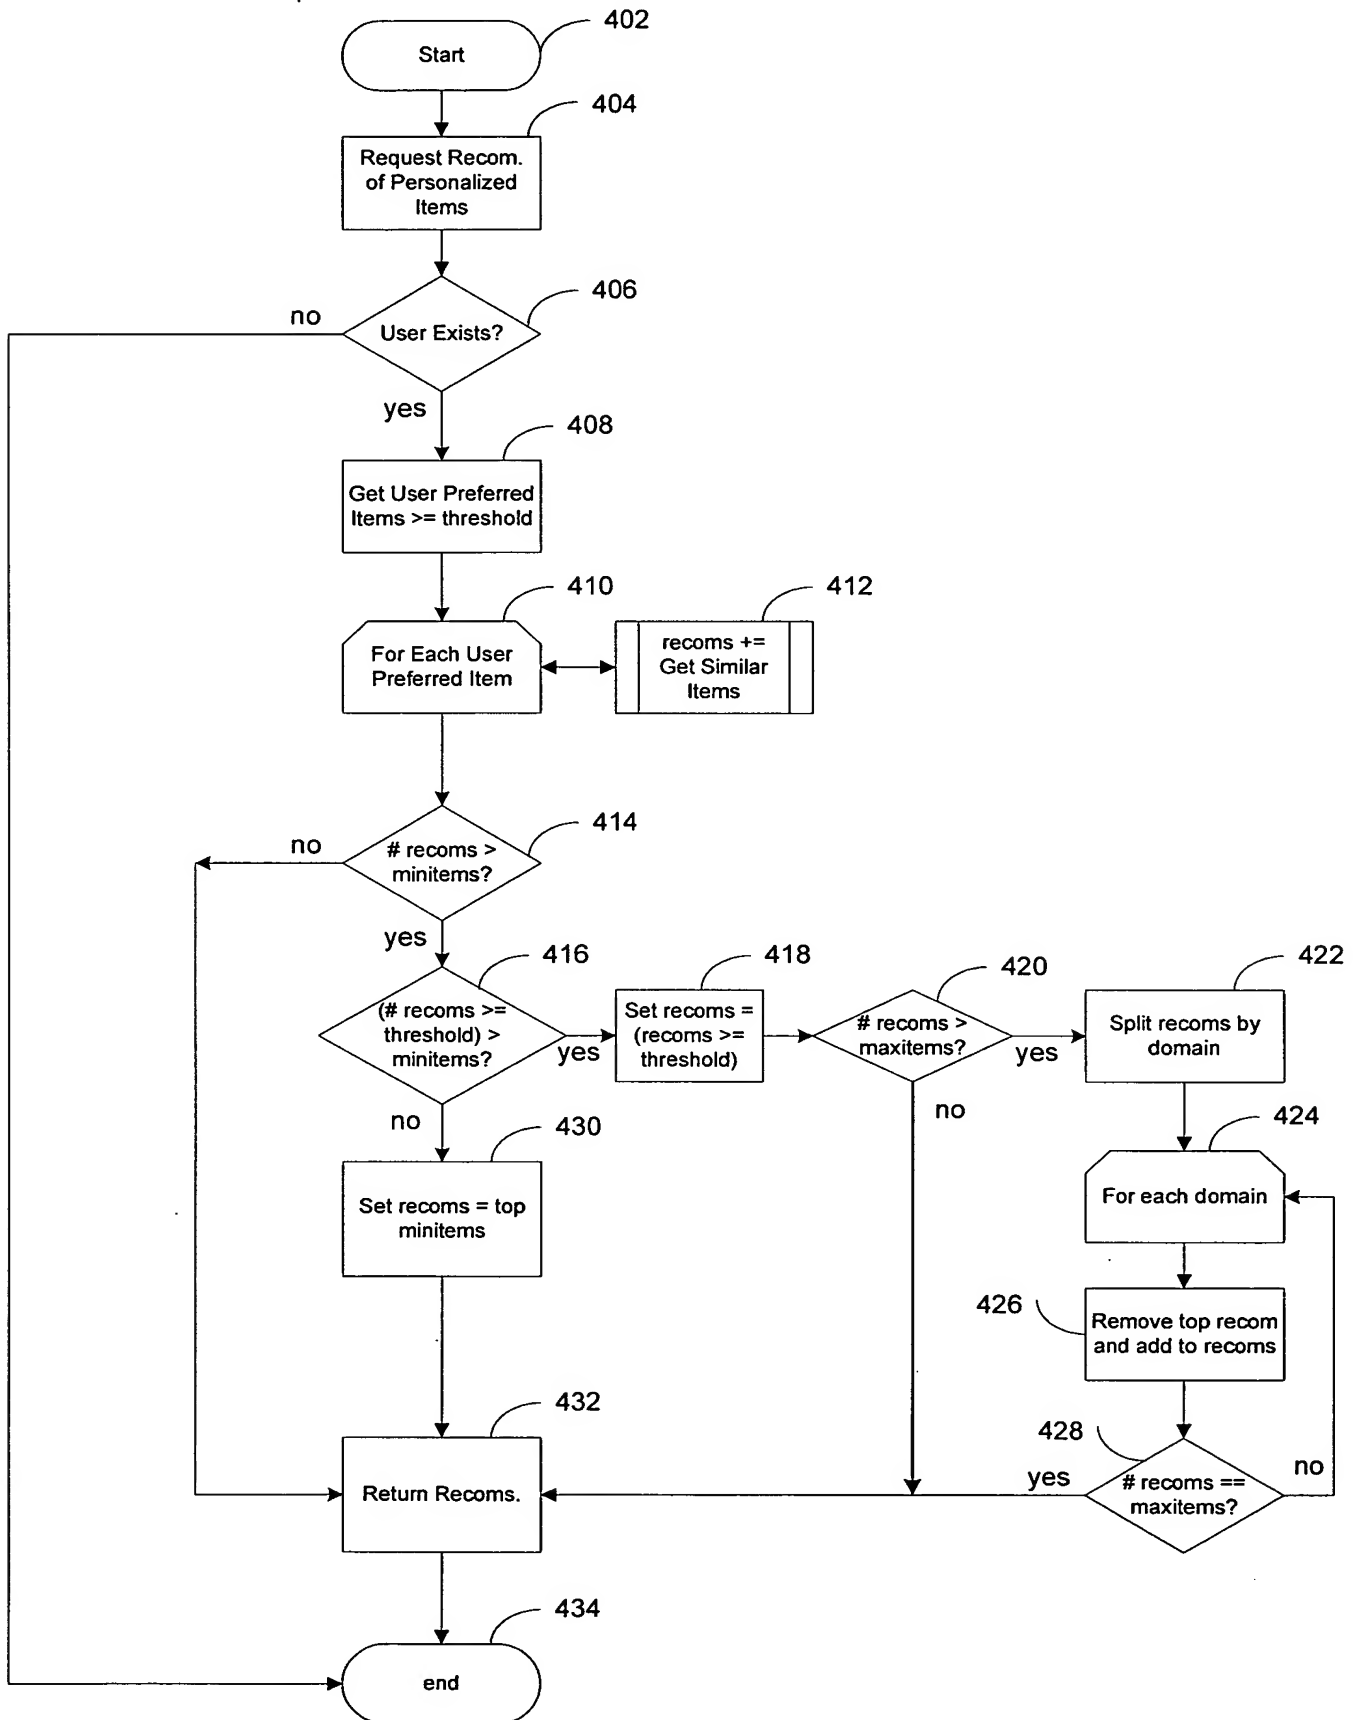 402
Start
404
Request Recom.
of Personalized
Items
406
no
User Exists?
yes
408
Get User Preferred
Items >= threshold
410
412
For Each User
Preferred Item
recoms +=
Get Similar
Items
414
no
# recoms >
minitems?
yes
416
418
420
422
(# recoms >=
threshold) >
minitems?
yes
Set recoms =
(recoms >=
threshold)
# recoms >
maxitems?
yes
Split recoms by
domain
no
no
424
430
For each domain
Set recoms = top
minitems
426
Remove top recom
and add to recoms
432
428
Return Recoms.
yes
# recoms ==
maxitems?
no
434
end